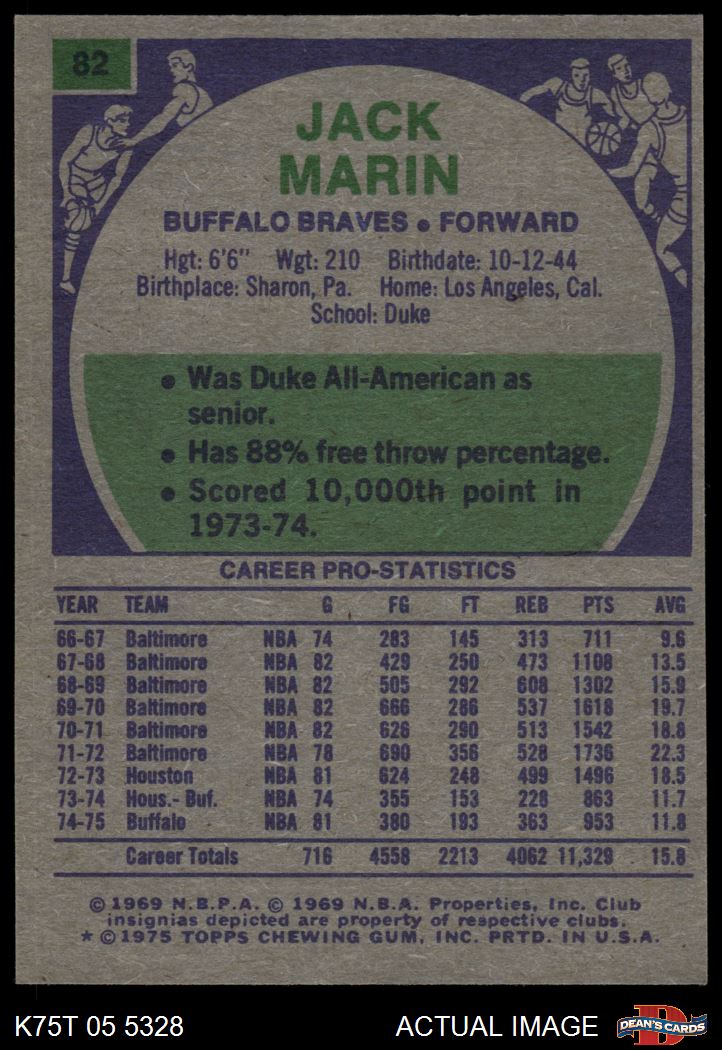 82
JACK
MARIN
BUFFALO BRAVES • FORWARD
Hgt: 6'6" Wgt: 210 Birthdate: 10-12-44
Birthplace: Sharon, Pa. Home: Los Angeles, Cal.
School: Duke
• Was Duke All-American as
senior.
• Has 88% free throw percentage.
• Scored 10,000th point in
1973-74.
CAREER PRO-STATISTICS
YEAR TEAM G FG FT REB PTS AVG
66-67 Baltimore NBA 74 283 145 313 711 9.6
67-68 Baltimore NBA 82 429 250 473 1108 13.5
68-69 Baltimore NBA 82 505 292 608 1302 15.9
69-70 Baltimore NBA 82 666 286 537 1618 19.7
70-71 Baltimore NBA 82 626 290 513 1542 18.8
71-72 Baltimore NBA 78 690 356 528 1736 22.3
72-73 Houston NBA 81 624 248 499 1496 18.5
73-74 Hous.- Buf. NBA 74 355 153 228 863 11.7
74-75 Buffalo NBA 81 380 193 363 953 11.8
Career Totals 716 4558 2213 4062 11,329 15.8
© 1969 N.B.P.A. © 1969 N.B.A. Properties, Inc. Club
insignias depicted are property of respective clubs.
* © 1975 TOPPS CHEWING GUM, INC. PRTD. IN U.S.A.
K75T 05 5328 ACTUAL IMAGE D DEAN'S CARDS